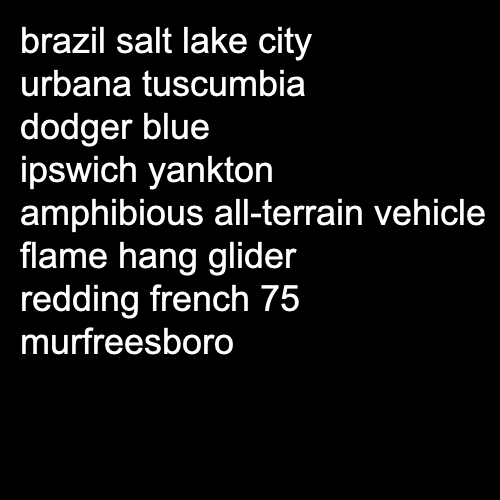 brazil salt lake city
urbana tuscumbia
dodger blue
ipswich yankton
amphibious all-terrain vehicle
flame hang glider
redding french 75
murfreesboro